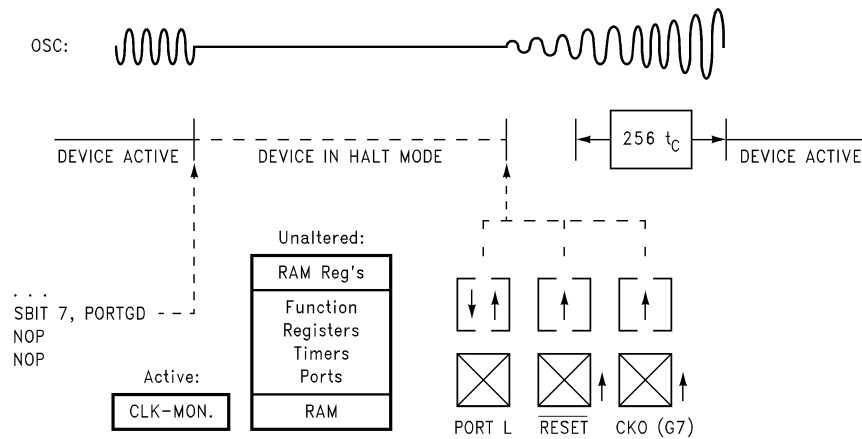 OSC:
256 tC
DEVICE ACTIVE
DEVICE IN HALT MODE
DEVICE ACTIVE
Unaltered:
RAM Reg's
Function
Registers
Timers
Ports
RAM
. . .
SBIT 7, PORTGD
NOP
NOP
Active:
CLK-MON.
PORT L
RESET
CKO (G7)